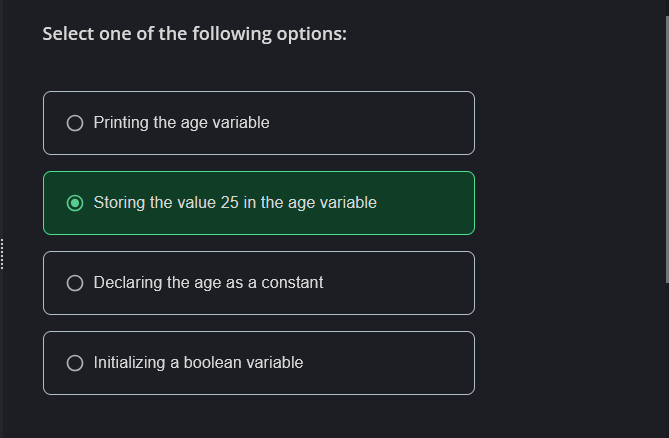 Select one of the following options:
Printing the age variable
Storing the value 25 in the age variable
Declaring the age as a constant
Initializing a boolean variable